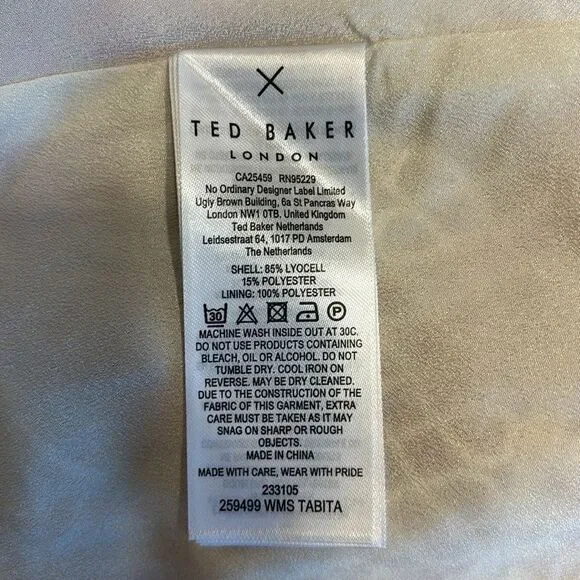 TED BAKER
LONDON
CA25459 RN95229
No Ordinary Designer Label Limited
Ugly Brown Building, 6a St Pancras Way
London NW1 0TB, United Kingdom
Ted Baker Netherlands
Leidsestraat 64, 1017 PD Amsterdam
The Netherlands
SHELL: 85% LYOCELL
15% POLYESTER
LINING: 100% POLYESTER
30 P
MACHINE WASH INSIDE OUT AT 30C.
DO NOT USE PRODUCTS CONTAINING
BLEACH, OIL OR ALCOHOL. DO NOT
TUMBLE DRY. COOL IRON ON
REVERSE. MAY BE DRY CLEANED.
DUE TO THE CONSTRUCTION OF THE
FABRIC OF THIS GARMENT, EXTRA
CARE MUST BE TAKEN AS IT MAY
SNAG ON SHARP OR ROUGH
OBJECTS.
MADE IN CHINA
MADE WITH CARE, WEAR WITH PRIDE
233105
259499 WMS TABITA